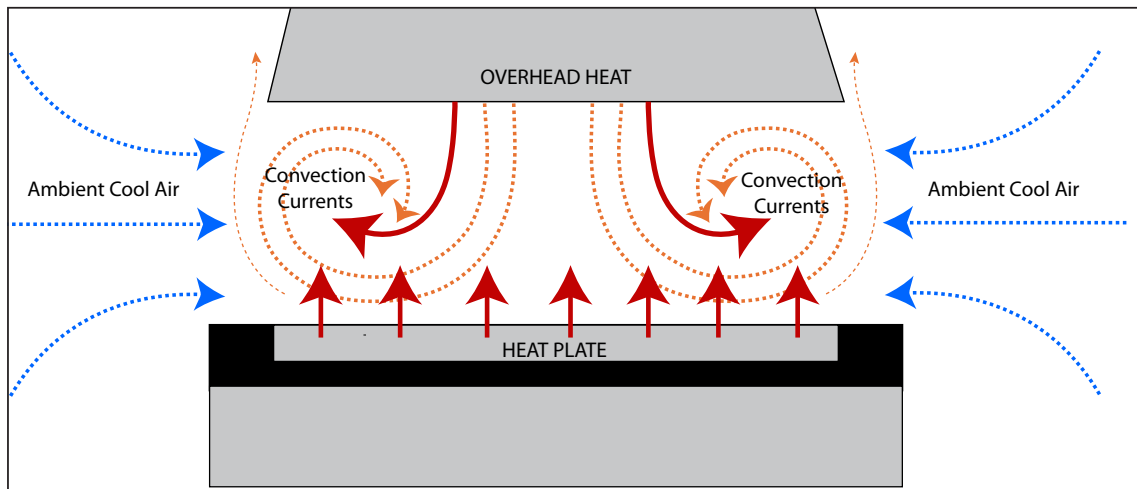 OVERHEAD HEAT
Convection
Currents
Convection
Currents
Ambient Cool Air
Ambient Cool Air
HEAT PLATE